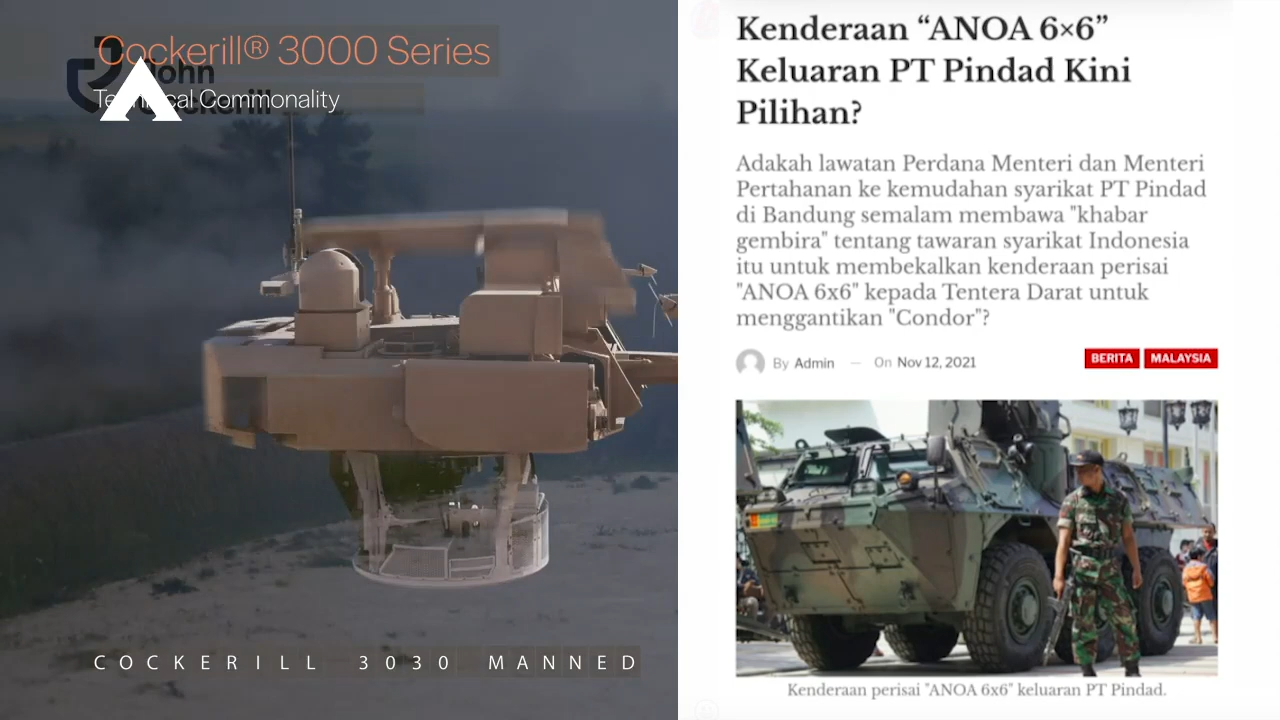 Cockerill® 3000 Series
John
Cockerill
Technical Commonality
COCKERILL 3030 MANNED
Kenderaan “ANOA 6×6”
Keluaran PT Pindad Kini
Pilihan?
Adakah lawatan Perdana Menteri dan Menteri
Pertahanan ke kemudahan syarikat PT Pindad
di Bandung semalam membawa "khabar
gembira" tentang tawaran syarikat Indonesia
itu untuk membekalkan kenderaan perisai
"ANOA 6x6" kepada Tentera Darat untuk
menggantikan "Condor"?
By Admin — On Nov 12, 2021
BERITA MALAYSIA
Kenderaan perisai "ANOA 6x6" keluaran PT Pindad.